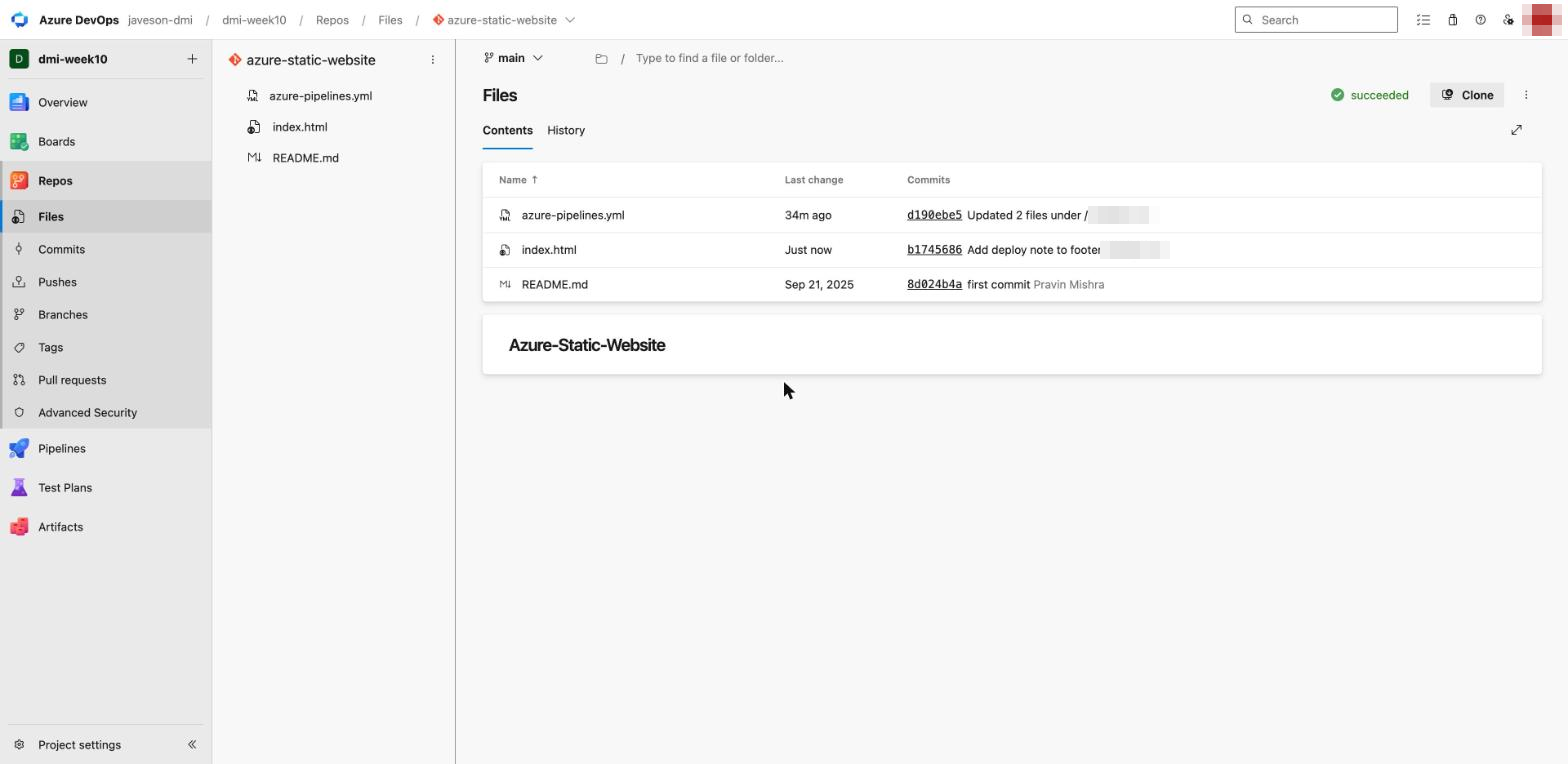 Azure DevOps javeson-dmi / dmi-week10 / Repos / Files / azure-static-website
Search
D dmi-week10
Overview
Boards
Repos
Files
Commits
Pushes
Branches
Tags
Pull requests
Advanced Security
Pipelines
Test Plans
Artifacts
Project settings
azure-static-website
azure-pipelines.yml
index.html
README.md
main / Type to find a file or folder...
Files
succeeded Clone
Contents History
Name ↑ Last change Commits
azure-pipelines.yml 34m ago d190ebe5 Updated 2 files under /
index.html Just now b1745686 Add deploy note to footer
README.md Sep 21, 2025 8d024b4a first commit Pravin Mishra
Azure-Static-Website